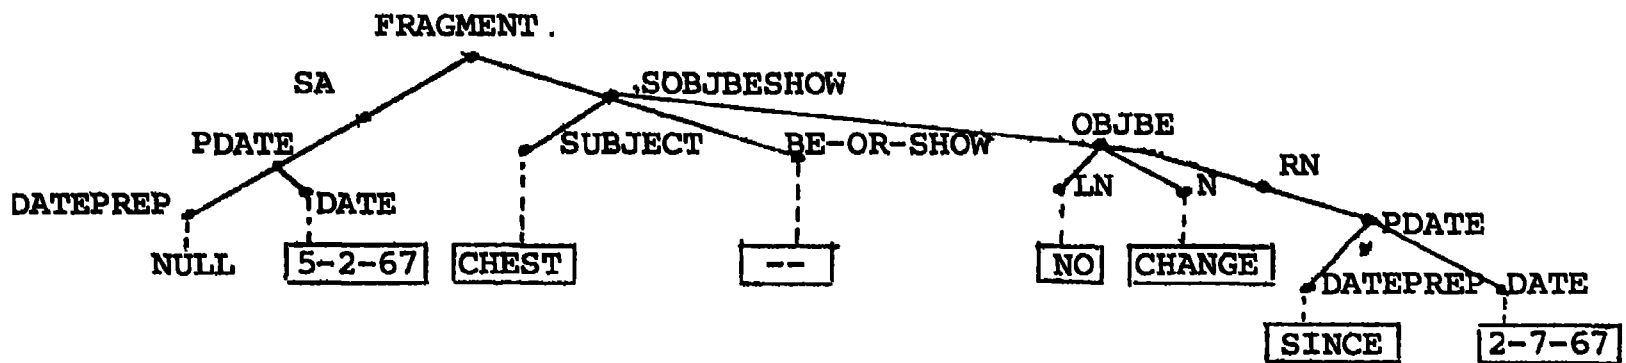 FRAGMENT.
SA SOBJBESHOW
PDATE SUBJECT BE-OR-SHOW OBJBE
RN
DATEPREP DATE LN N
PDATE
NULL 5-2-67 CHEST -- NO CHANGE
DATEPREP DATE
SINCE 2-7-67